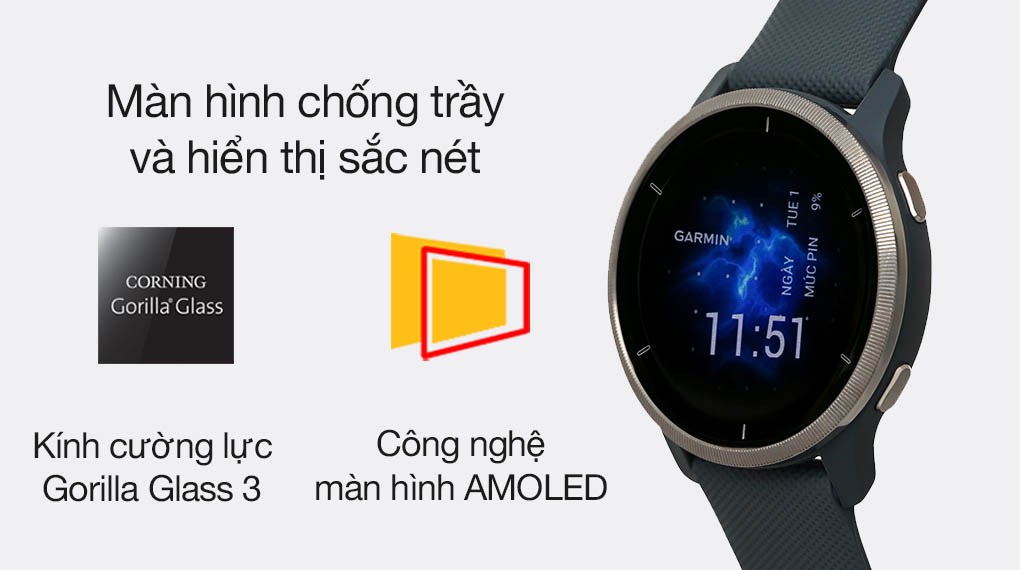 Màn hình chống trầy
và hiển thị sắc nét
CORNING
Gorilla® Glass
Kính cường lực
Gorilla Glass 3
Công nghệ
màn hình AMOLED
GARMIN
NGÀY TUE 1
MỨC PIN 9%
11:51